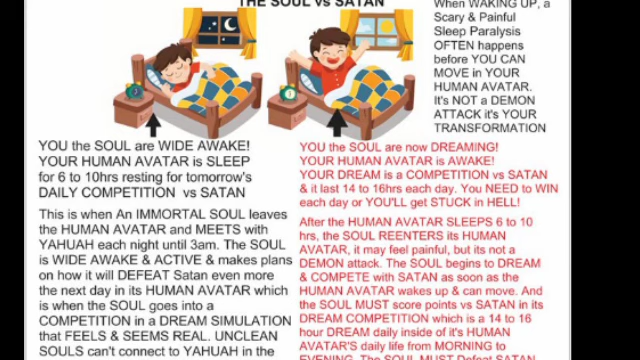 THE SOUL vs SATAN
When WAKING UP, a
Scary & Painful
Sleep Paralysis
OFTEN happens
before YOU CAN
MOVE in YOUR
HUMAN AVATAR.
It's NOT a DEMON
ATTACK it's YOUR
TRANSFORMATION
YOU the SOUL are WIDE AWAKE!
YOUR HUMAN AVATAR is SLEEP
for 6 to 10hrs resting for tomorrow's
DAILY COMPETITION vs SATAN
This is when An IMMORTAL SOUL leaves
the HUMAN AVATAR and MEETS with
YAHUAH each night until 3am. The SOUL
is WIDE AWAKE & ACTIVE & makes plans
on how it will DEFEAT Satan even more
the next day in its HUMAN AVATAR which
is when the SOUL goes into a
COMPETITION in a DREAM SIMULATION
that FEELS & SEEMS REAL. UNCLEAN
SOULS can't connect to YAHUAH in the
YOU the SOUL are now DREAMING!
YOUR HUMAN AVATAR is AWAKE!
YOUR DREAM is a COMPETITION vs SATAN
& it last 14 to 16hrs each day. You NEED to WIN
each day or YOU'LL get STUCK in HELL!
After the HUMAN AVATAR SLEEPS 6 to 10
hrs, the SOUL REENTERS its HUMAN
AVATAR, it may feel painful, but its not a
DEMON attack. The SOUL begins to DREAM
& COMPETE with SATAN as soon as the
HUMAN AVATAR wakes up & can move. And
the SOUL MUST score points vs SATAN in its
DREAM COMPETITION which is a 14 to 16
hour DREAM daily inside of it's HUMAN
AVATAR'S daily life from MORNING to
EVENING. The SOUL MUST Defeat SATAN